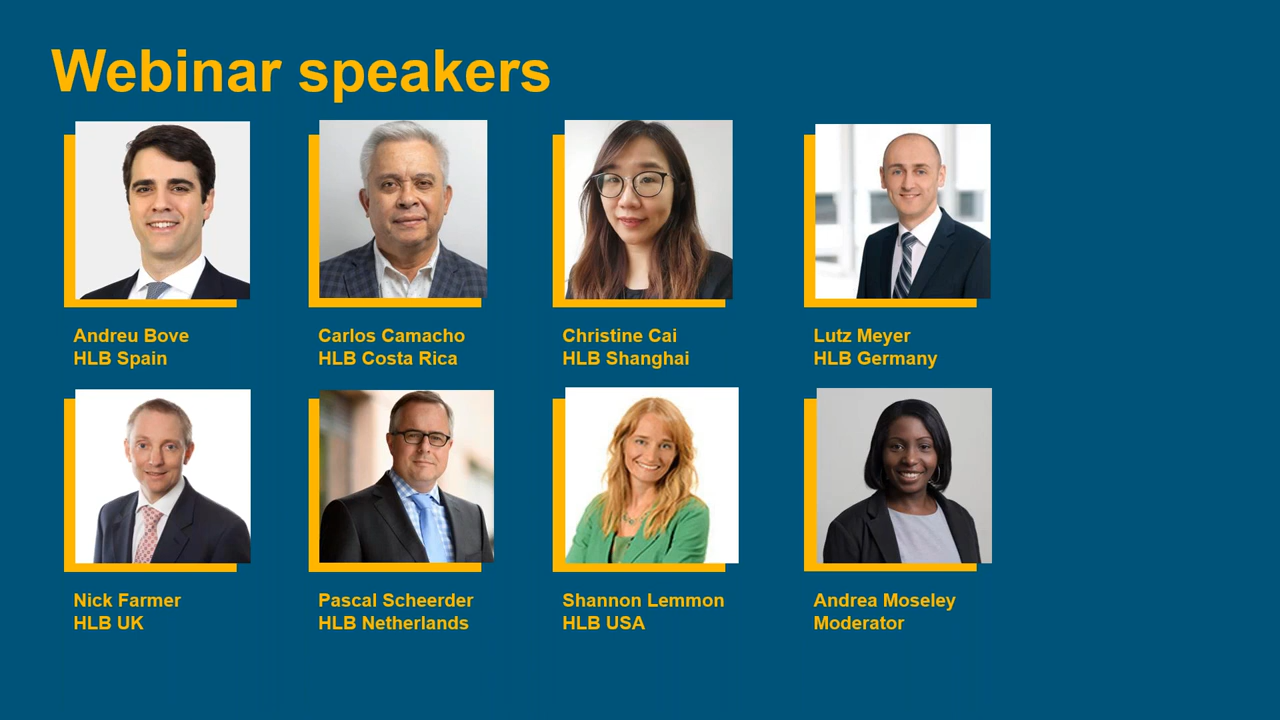 Webinar speakers
Andreu Bove
HLB Spain
Carlos Camacho
HLB Costa Rica
Christine Cai
HLB Shanghai
Lutz Meyer
HLB Germany
Nick Farmer
HLB UK
Pascal Scheerder
HLB Netherlands
Shannon Lemmon
HLB USA
Andrea Moseley
Moderator